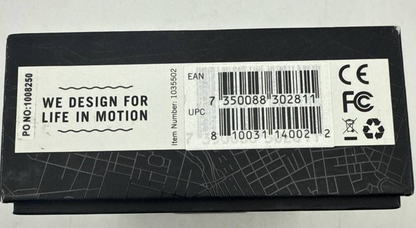 PO NO:1008250
WE DESIGN FOR
LIFE IN MOTION
Item Number: 1035502
EAN
7 350088 302811
UPC
8 10031 14002 2
CE
FC